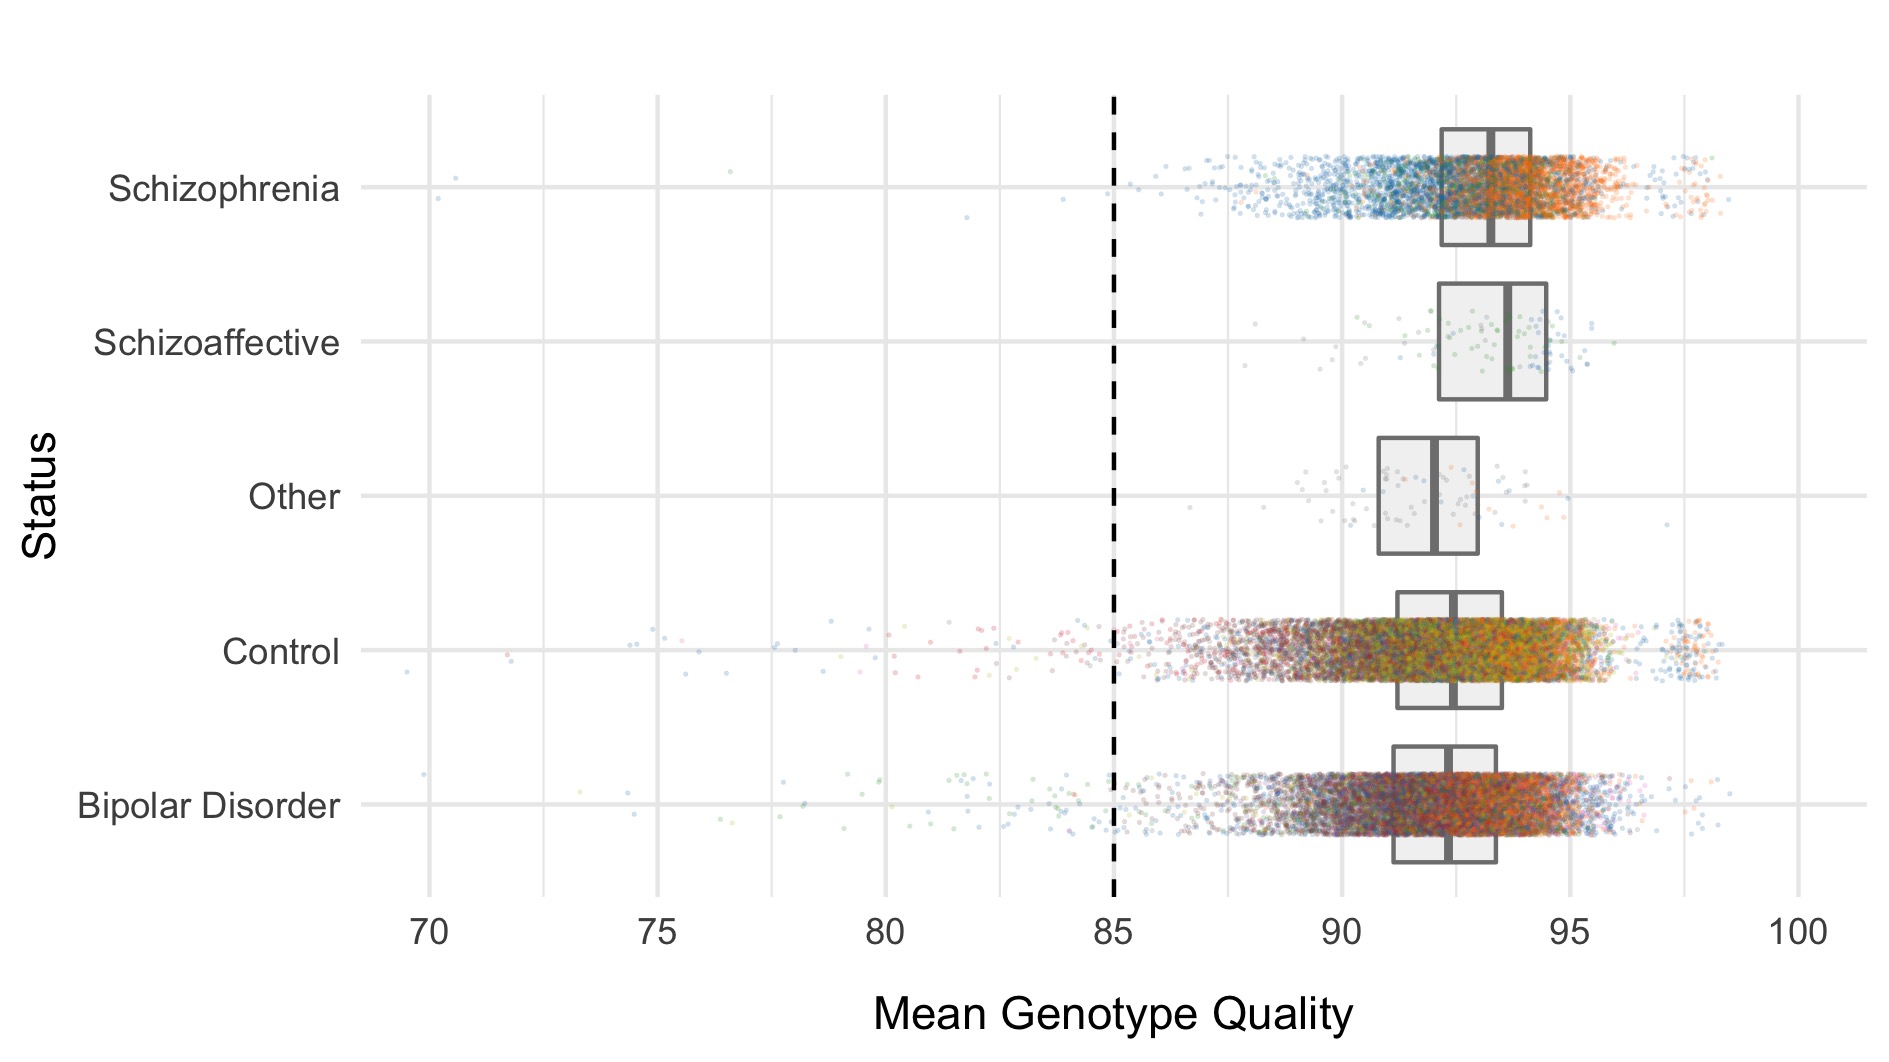 Status
Schizophrenia
Schizoaffective
Other
Control
Bipolar Disorder
70 75 80 85 90 95 100
Mean Genotype Quality